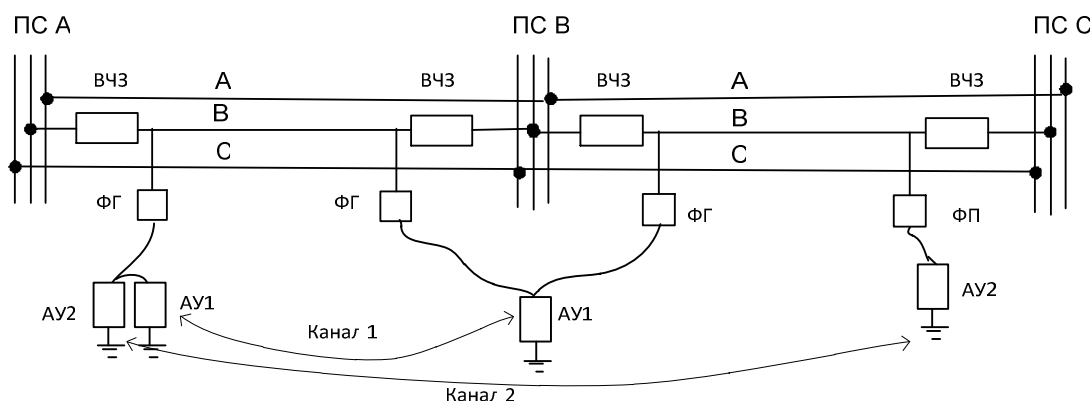 ПС А
ПС В
ПС С
ВЧЗ
А
ВЧЗ
ВЧЗ
А
ВЧЗ
В
В
С
С
ФГ
ФГ
ФГ
ФП
АУ2
АУ1
АУ1
АУ2
Канал 1
Канал 2